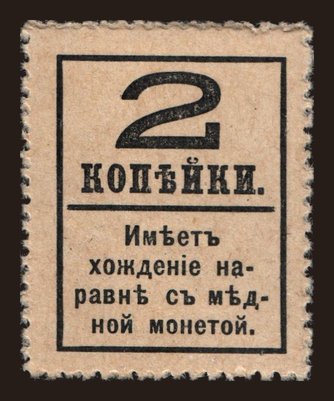 2
КОПѢЙКИ.
Имѣетъ
хожденіе на-
равнѣ съ мѣд-
ной монетой.